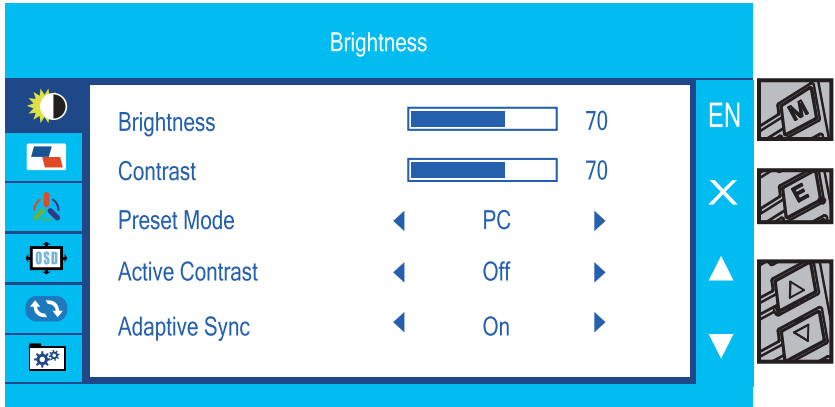 Brightness
EN
M
Brightness 70
Contrast 70
E
Preset Mode PC
OSD
Active Contrast Off
Adaptive Sync On